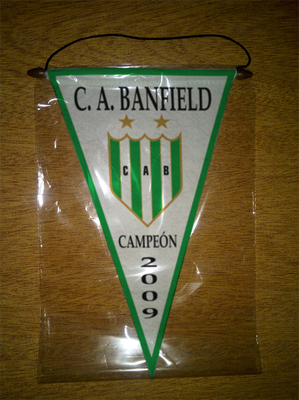 C. A. BANFIELD
C A B
CAMPEÓN
2009